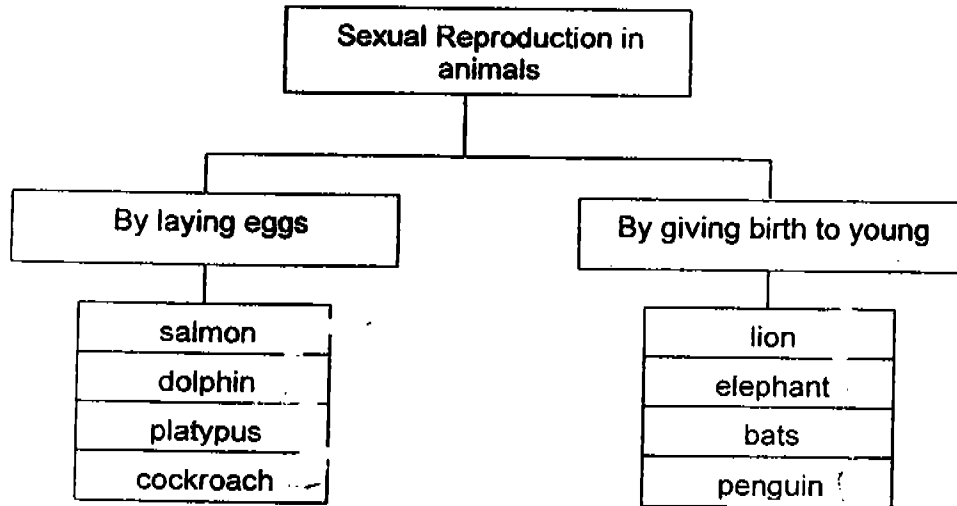 Sexual Reproduction in
animals
By laying eggs
By giving birth to young
salmon
dolphin
platypus
cockroach
lion
elephant
bats
penguin